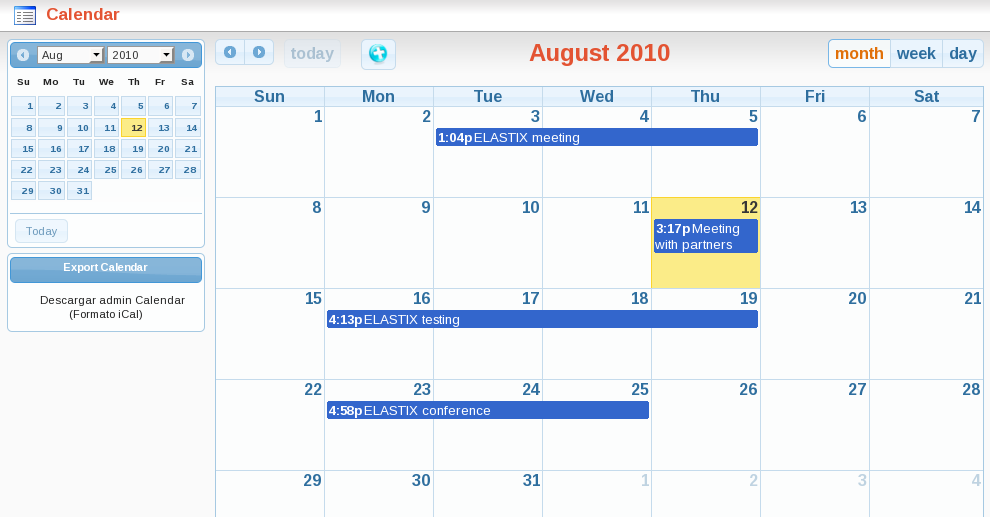 Calendar
Aug 2010
Su Mo Tu We Th Fr Sa
1 2 3 4 5 6 7
8 9 10 11 12 13 14
15 16 17 18 19 20 21
22 23 24 25 26 27 28
29 30 31
Today
Export Calendar
Descargar admin Calendar
(Formato iCal)
today
August 2010
month week day
Sun Mon Tue Wed Thu Fri Sat
1 2 3 4 5 6 7
1:04p ELASTIX meeting
8 9 10 11 12 13 14
3:17p Meeting
with partners
15 16 17 18 19 20 21
4:13p ELASTIX testing
22 23 24 25 26 27 28
4:58p ELASTIX conference
29 30 31 1 2 3 4